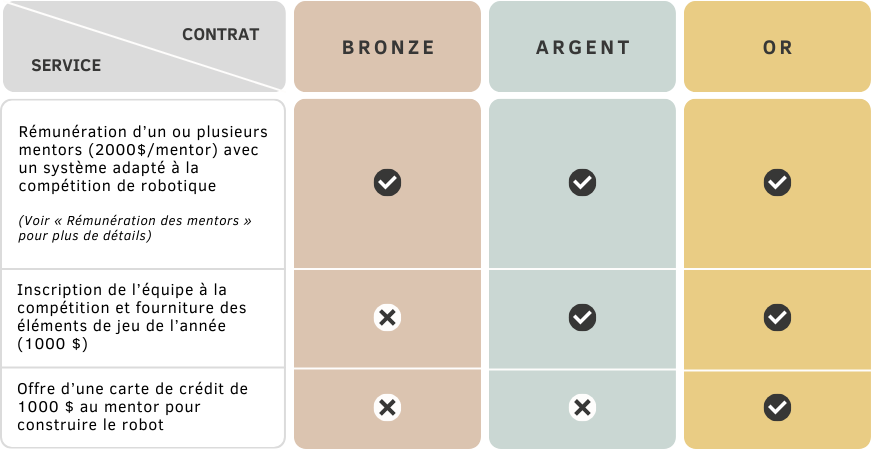 CONTRAT
SERVICE
BRONZE
ARGENT
OR
Rémunération d'un ou plusieurs
mentors (2000$/mentor) avec
un système adapté à la
compétition de robotique
(Voir « Rémunération des mentors »
pour plus de détails)
Inscription de l'équipe à la
compétition et fourniture des
éléments de jeu de l'année
(1000 $)
Offre d'une carte de crédit de
1000 $ au mentor pour
construire le robot